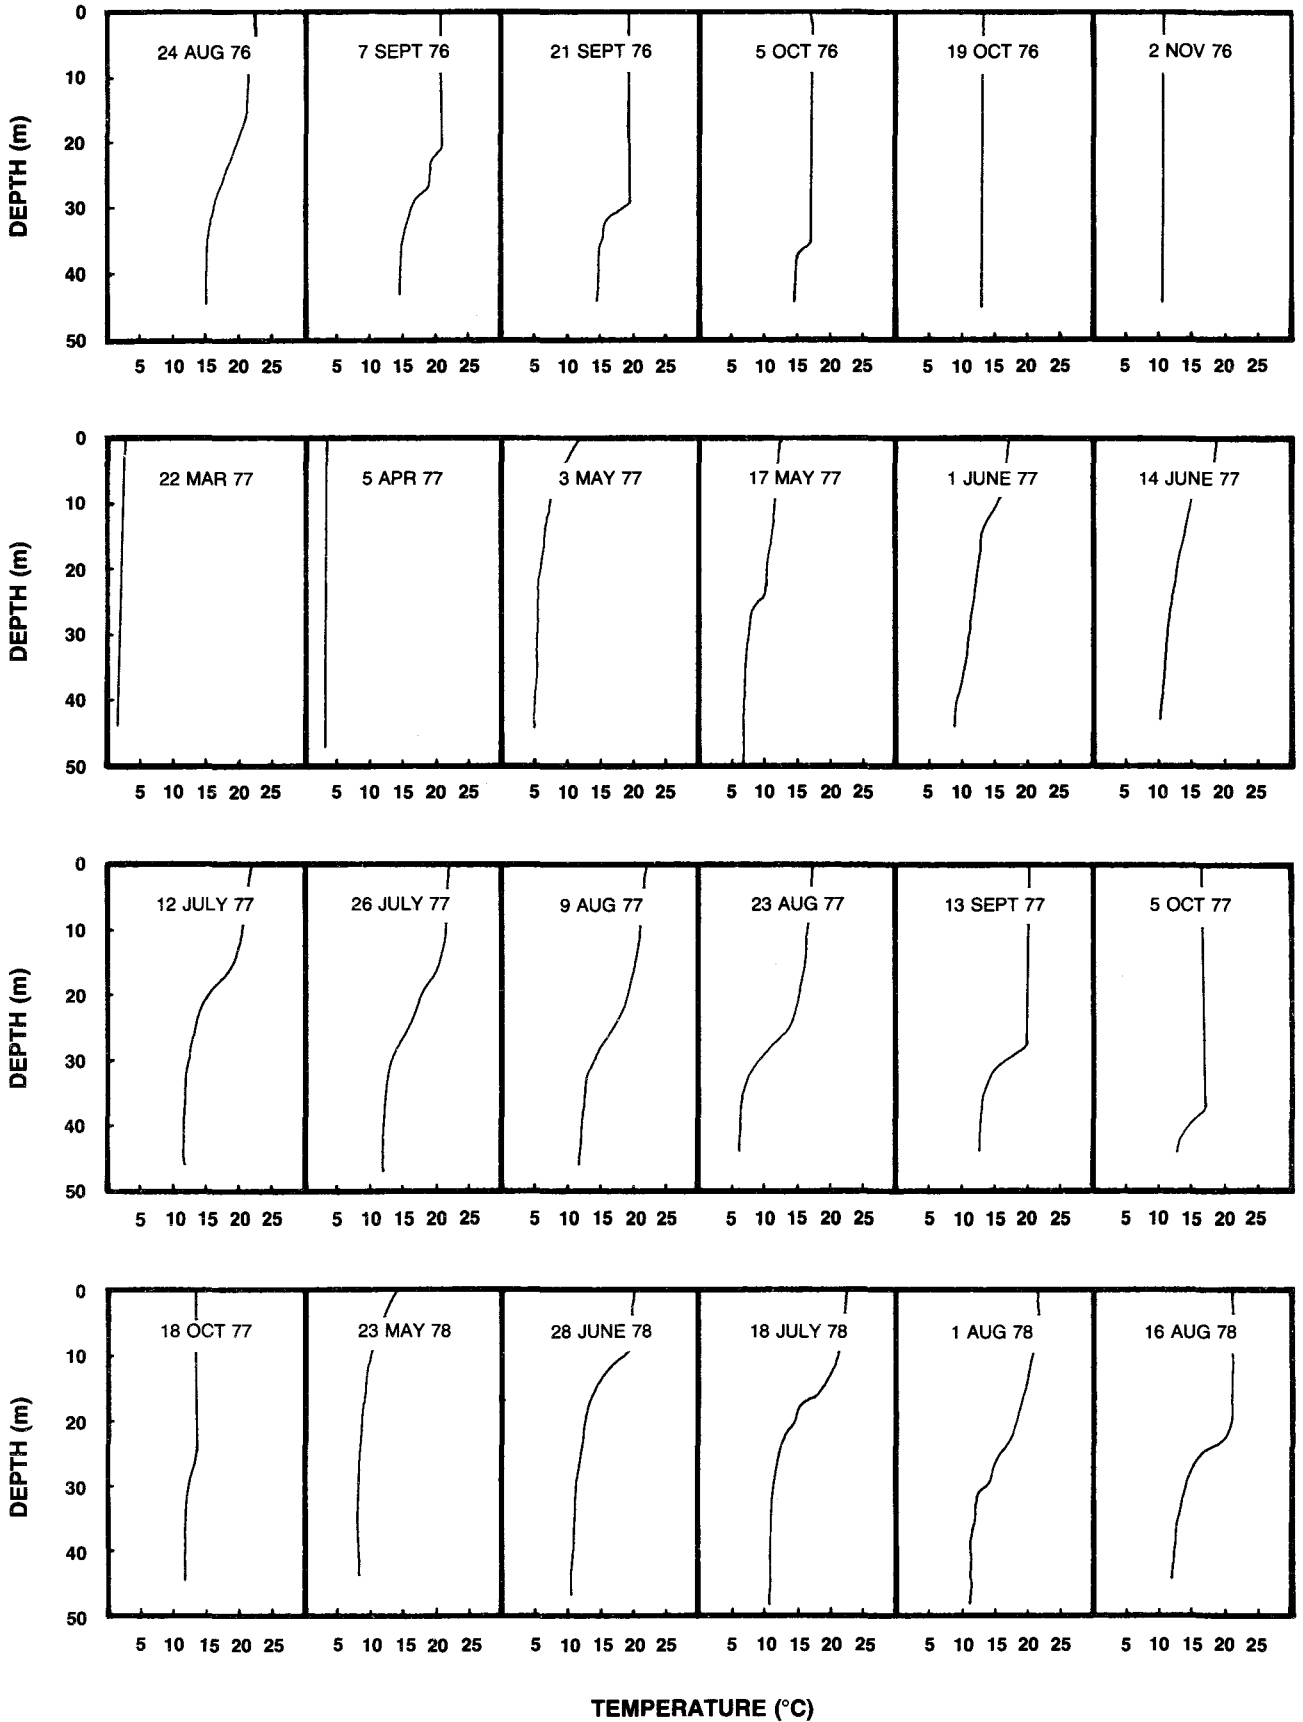 0 10 20 30 40 50
DEPTH (m)
24 AUG 76 7 SEPT 76 21 SEPT 76 5 OCT 76 19 OCT 76 2 NOV 76
5 10 15 20 25 5 10 15 20 25 5 10 15 20 25 5 10 15 20 25 5 10 15 20 25 5 10 15 20 25
0 10 20 30 40 50
DEPTH (m)
22 MAR 77 5 APR 77 3 MAY 77 17 MAY 77 1 JUNE 77 14 JUNE 77
5 10 15 20 25 5 10 15 20 25 5 10 15 20 25 5 10 15 20 25 5 10 15 20 25 5 10 15 20 25
0 10 20 30 40 50
DEPTH (m)
12 JULY 77 26 JULY 77 9 AUG 77 23 AUG 77 13 SEPT 77 5 OCT 77
5 10 15 20 25 5 10 15 20 25 5 10 15 20 25 5 10 15 20 25 5 10 15 20 25 5 10 15 20 25
0 10 20 30 40 50
DEPTH (m)
18 OCT 77 23 MAY 78 28 JUNE 78 18 JULY 78 1 AUG 78 16 AUG 78
5 10 15 20 25 5 10 15 20 25 5 10 15 20 25 5 10 15 20 25 5 10 15 20 25 5 10 15 20 25
TEMPERATURE (°C)